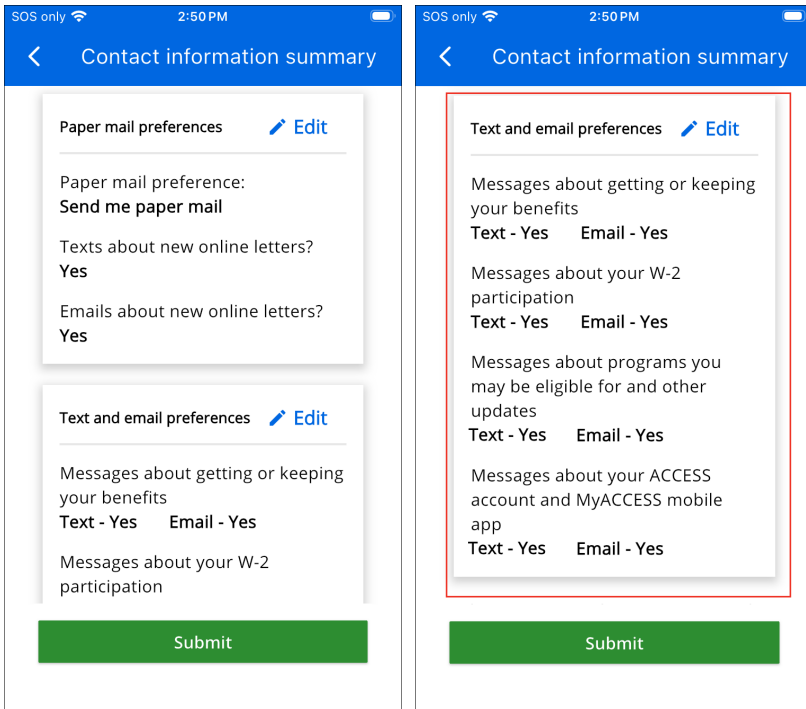 SOS only 2:50 PM
Contact information summary
Paper mail preferences Edit
Paper mail preference:
Send me paper mail
Texts about new online letters?
Yes
Emails about new online letters?
Yes
Text and email preferences Edit
Messages about getting or keeping
your benefits
Text - Yes Email - Yes
Messages about your W-2
participation
Submit
SOS only 2:50 PM
Contact information summary
Text and email preferences Edit
Messages about getting or keeping
your benefits
Text - Yes Email - Yes
Messages about your W-2
participation
Text - Yes Email - Yes
Messages about programs you
may be eligible for and other
updates
Text - Yes Email - Yes
Messages about your ACCESS
account and MyACCESS mobile
app
Text - Yes Email - Yes
Submit